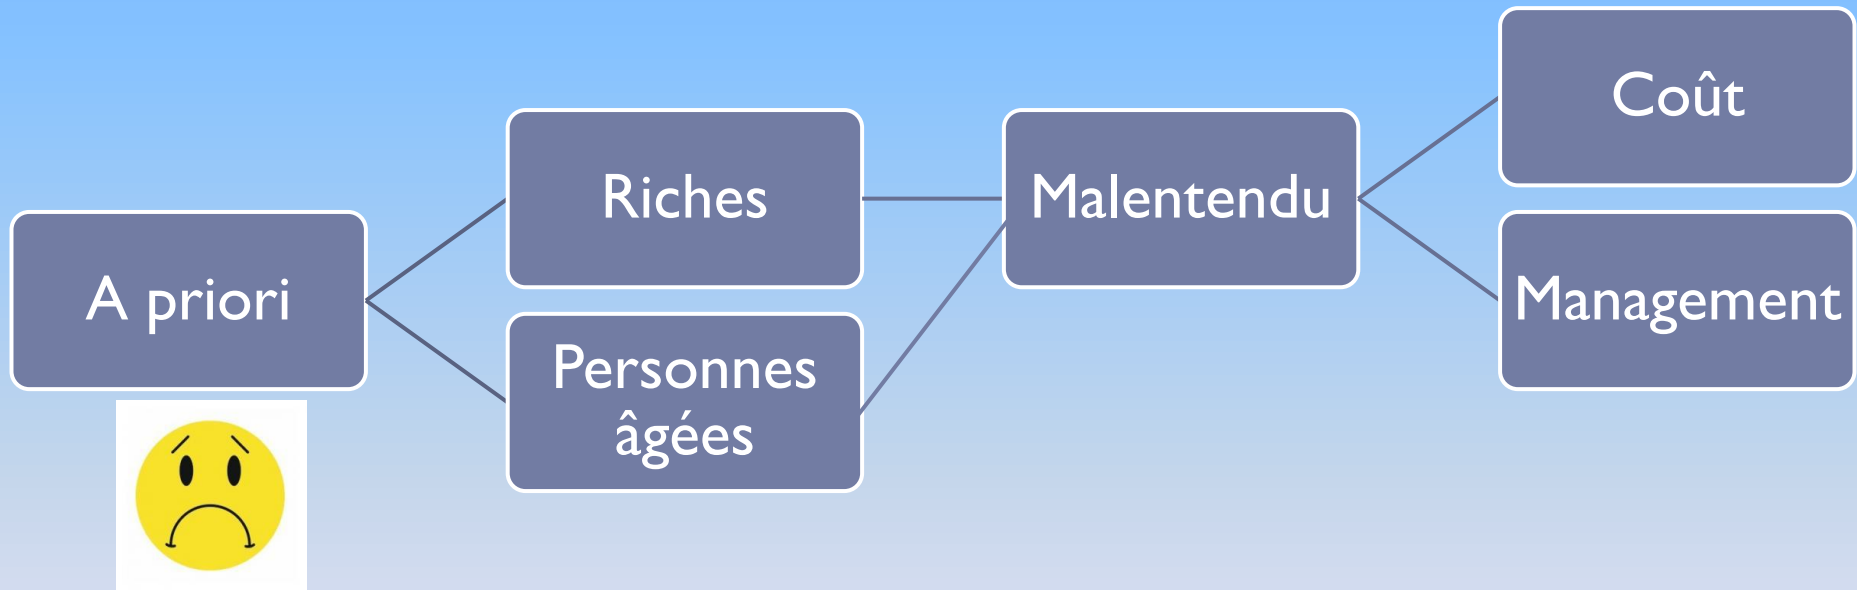 A priori
Riches
Personnes
âgées
Malentendu
Coût
Management